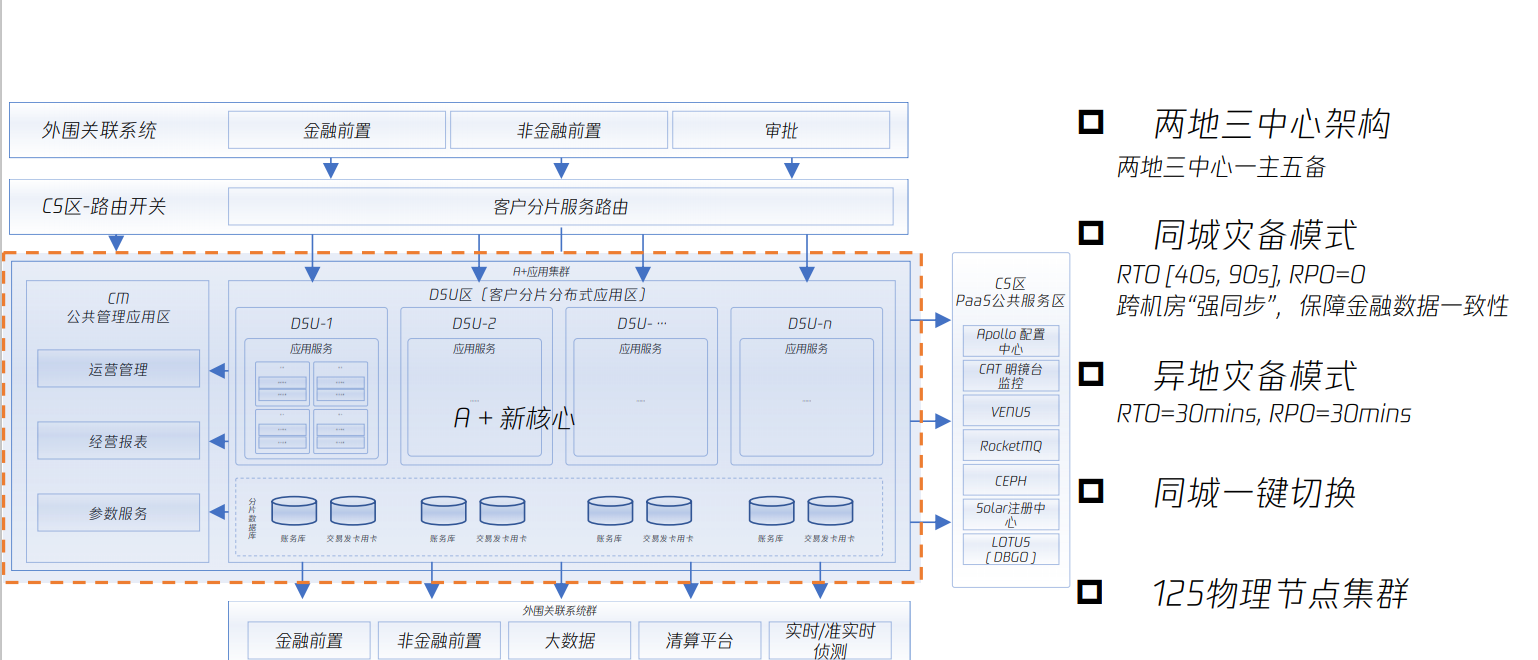 外围关联系统
金融前置
非金融前置
审批
CS区-路由开关
客户分片服务路由
A+应用集群
CM
公共管理应用区
运营管理
经营报表
参数服务
DSU区〔客户分片分布式应用区〕
DSU-1
应用服务
DSU-2
应用服务
DSU- ···
应用服务
DSU-n
应用服务
A + 新核心
分片数据库
账务库
交易发卡用卡
账务库
交易发卡用卡
账务库
交易发卡用卡
账务库
交易发卡用卡
CS区
PaaS公共服务区
Apollo 配置
中心
CAT 明镜台
监控
VENUS
RocketMQ
CEPH
Solar注册中
心
LOTUS
〔DBGO〕
外围关联系统群
金融前置
非金融前置
大数据
清算平台
实时/准实时
侦测
两地三中心架构
两地三中心一主五备
同城灾备模式
RTO [40s, 90s], RPO=0
跨机房“强同步”，保障金融数据一致性
异地灾备模式
RTO=30mins, RPO=30mins
同城一键切换
125物理节点集群